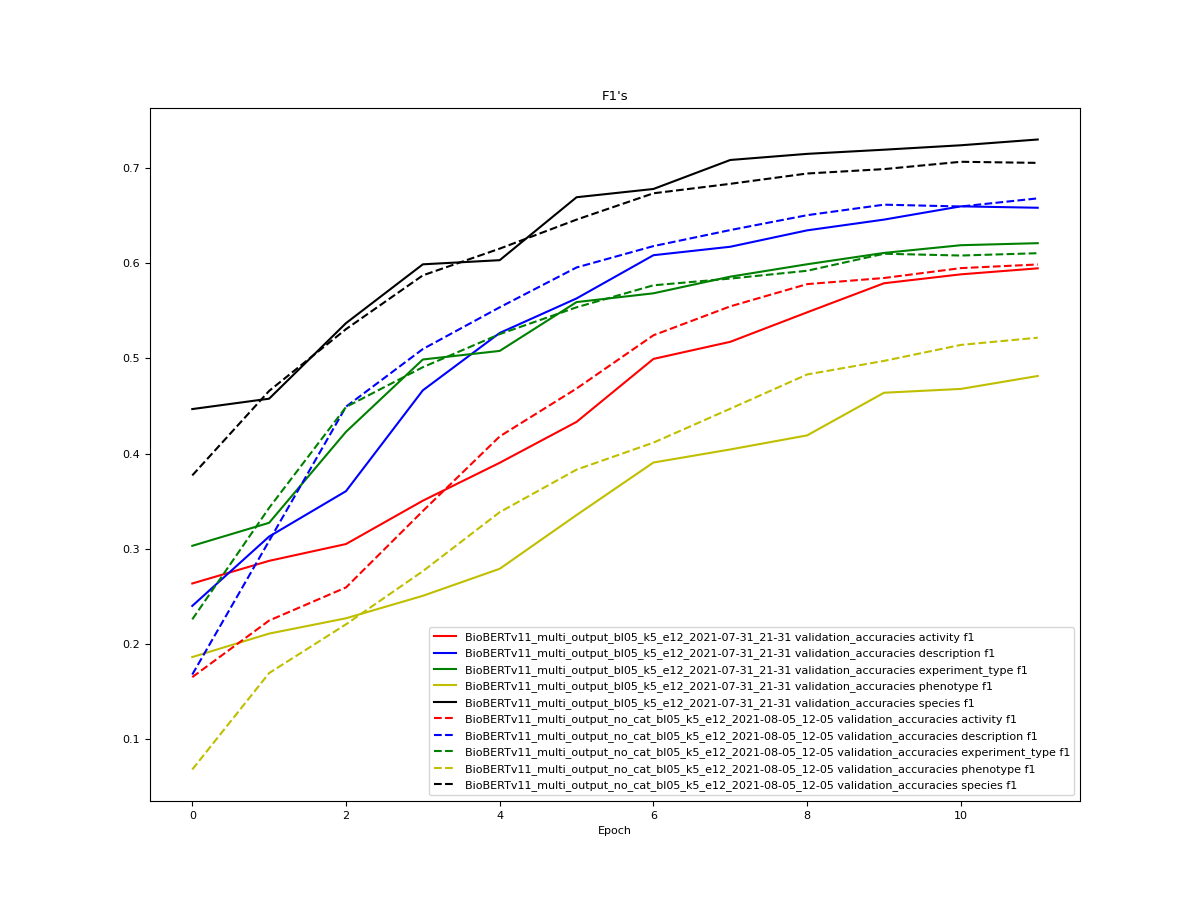 F1's
0.7
0.6
0.5
0.4
0.3
0.2
0.1
BioBERTv11_multi_output_bl05_k5_e12_2021-07-31_21-31 validation_accuracies activity f1
BioBERTv11_multi_output_bl05_k5_e12_2021-07-31_21-31 validation_accuracies description f1
BioBERTv11_multi_output_bl05_k5_e12_2021-07-31_21-31 validation_accuracies experiment_type f1
BioBERTv11_multi_output_bl05_k5_e12_2021-07-31_21-31 validation_accuracies phenotype f1
BioBERTv11_multi_output_bl05_k5_e12_2021-07-31_21-31 validation_accuracies species f1
BioBERTv11_multi_output_no_cat_bl05_k5_e12_2021-08-05_12-05 validation_accuracies activity f1
BioBERTv11_multi_output_no_cat_bl05_k5_e12_2021-08-05_12-05 validation_accuracies description f1
BioBERTv11_multi_output_no_cat_bl05_k5_e12_2021-08-05_12-05 validation_accuracies experiment_type f1
BioBERTv11_multi_output_no_cat_bl05_k5_e12_2021-08-05_12-05 validation_accuracies phenotype f1
BioBERTv11_multi_output_no_cat_bl05_k5_e12_2021-08-05_12-05 validation_accuracies species f1
0 2 4 6 8 10
Epoch